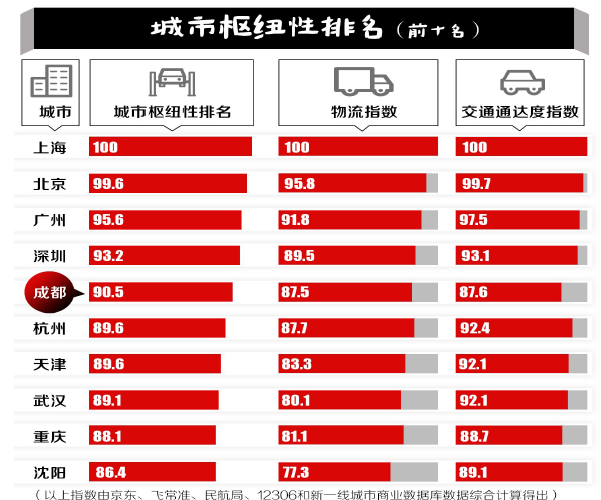 城市枢纽性排名（前十名）
城市 城市枢纽性排名 物流指数 交通通达度指数
上海 100 100 100
北京 99.6 95.8 99.7
广州 95.6 91.8 97.5
深圳 93.2 89.5 93.1
成都 90.5 87.5 87.6
杭州 89.6 87.7 92.4
天津 89.6 83.3 92.1
武汉 89.1 80.1 92.1
重庆 88.1 81.1 88.7
沈阳 86.4 77.3 89.1
（以上指数由京东、飞常准、民航局、12306和新一线城市商业数据库数据综合计算得出）